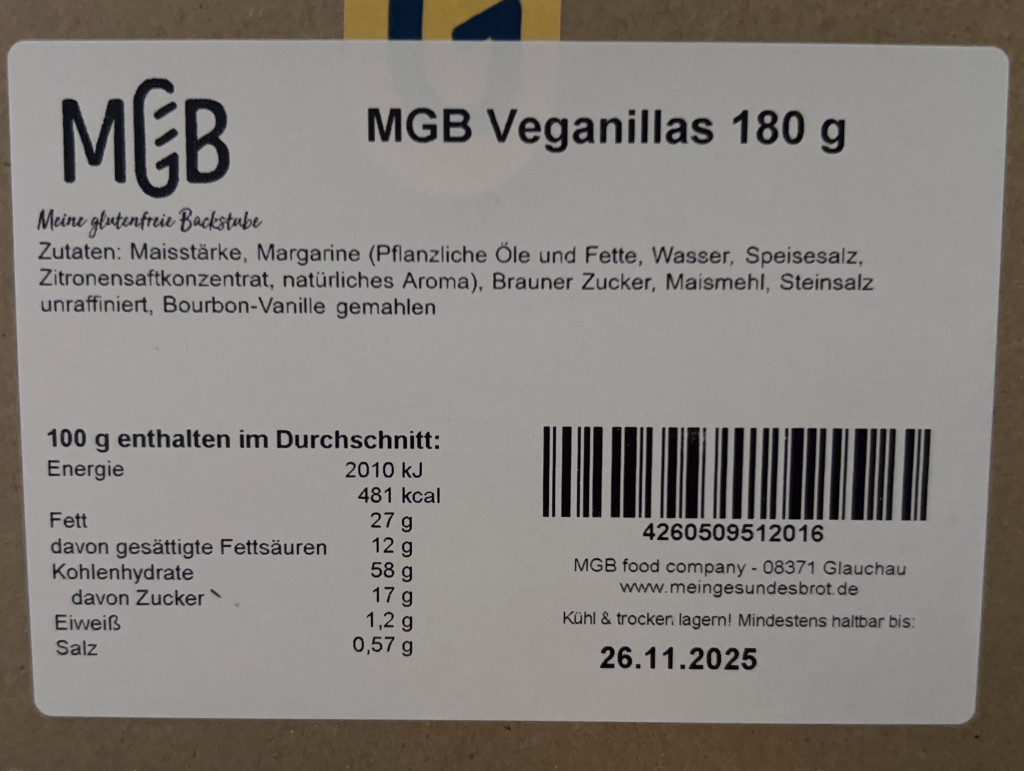 MGB
Meine glutenfreie Backstube
MGB Veganillas 180 g
Zutaten: Maisstärke, Margarine (Pflanzliche Öle und Fette, Wasser, Speisesalz,
Zitronensaftkonzentrat, natürliches Aroma), Brauner Zucker, Maismehl, Steinsalz
unraffiniert, Bourbon-Vanille gemahlen
100 g enthalten im Durchschnitt:
Energie 2010 kJ
481 kcal
Fett 27 g
davon gesättigte Fettsäuren 12 g
Kohlenhydrate 58 g
davon Zucker 17 g
Eiweiß 1,2 g
Salz 0,57 g
4260509512016
MGB food company - 08371 Glauchau
www.meingesundesbrot.de
Kühl & trocken lagern! Mindestens haltbar bis:
26.11.2025